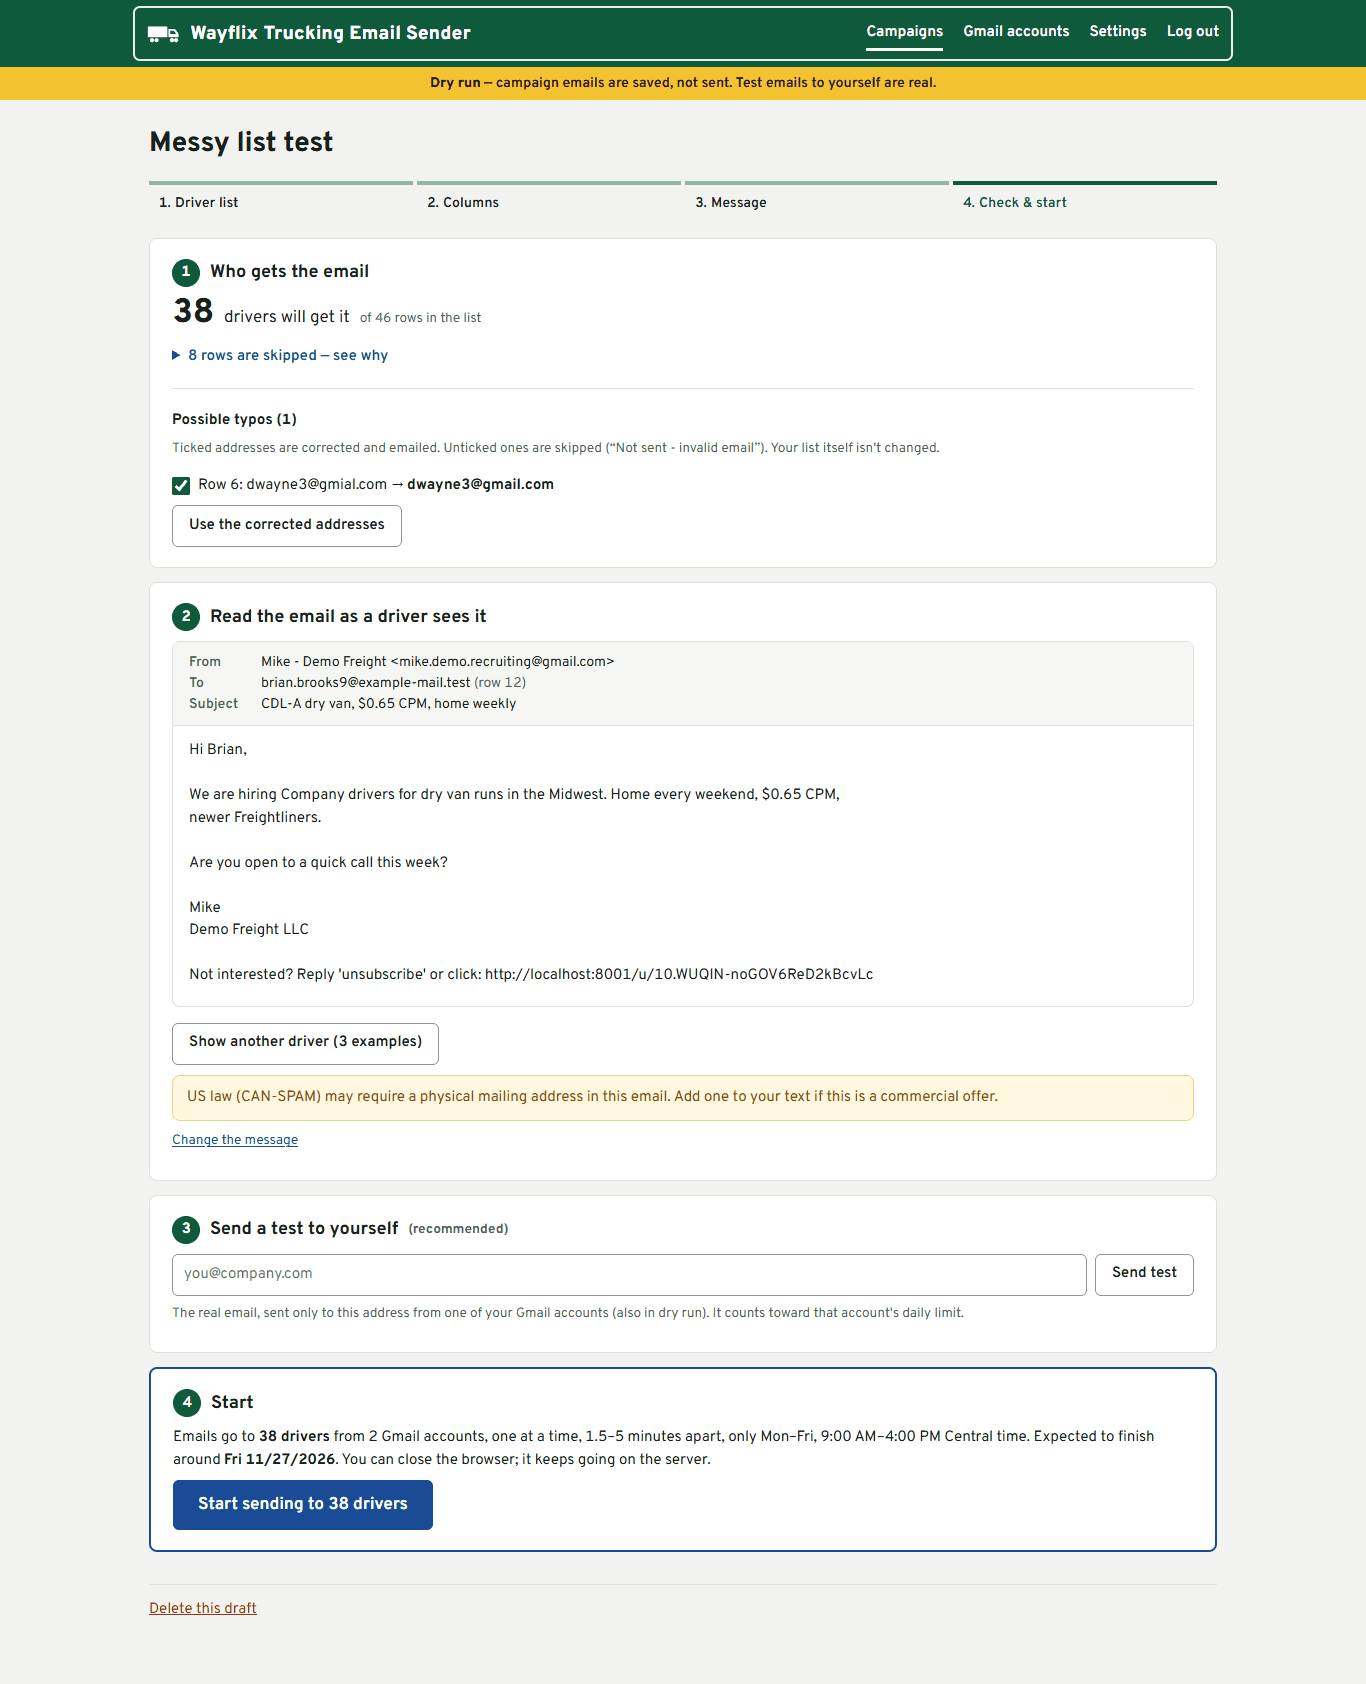 Wayflix Trucking Email Sender
Campaigns Gmail accounts Settings Log out
Dry run — campaign emails are saved, not sent. Test emails to yourself are real.
Messy list test
1. Driver list
2. Columns
3. Message
4. Check & start
1 Who gets the email
38 drivers will get it of 46 rows in the list
8 rows are skipped — see why
Possible typos (1)
Ticked addresses are corrected and emailed. Unticked ones are skipped (“Not sent - invalid email”). Your list itself isn't changed.
Row 6: dwayne3@gmial.com → dwayne3@gmail.com
Use the corrected addresses
2 Read the email as a driver sees it
From Mike - Demo Freight <mike.demo.recruiting@gmail.com>
To brian.brooks9@example-mail.test (row 12)
Subject CDL-A dry van, $0.65 CPM, home weekly
Hi Brian,
We are hiring Company drivers for dry van runs in the Midwest. Home every weekend, $0.65 CPM,
newer Freightliners.
Are you open to a quick call this week?
Mike
Demo Freight LLC
Not interested? Reply 'unsubscribe' or click: http://localhost:8001/u/10.WUQIN-noGOV6ReD2kBcvLc
Show another driver (3 examples)
US law (CAN-SPAM) may require a physical mailing address in this email. Add one to your text if this is a commercial offer.
Change the message
3 Send a test to yourself (recommended)
you@company.com
Send test
The real email, sent only to this address from one of your Gmail accounts (also in dry run). It counts toward that account's daily limit.
4 Start
Emails go to 38 drivers from 2 Gmail accounts, one at a time, 1.5–5 minutes apart, only Mon–Fri, 9:00 AM–4:00 PM Central time. Expected to finish
around Fri 11/27/2026. You can close the browser; it keeps going on the server.
Start sending to 38 drivers
Delete this draft